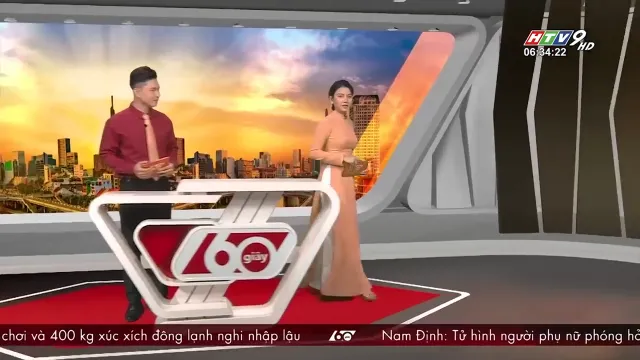 HTV9 HD
06:34:22
60 giây
chơi và 400 kg xúc xích đông lạnh nghi nhập lậu 60 Nam Định: Tử hình người phụ nữ phóng hỏ